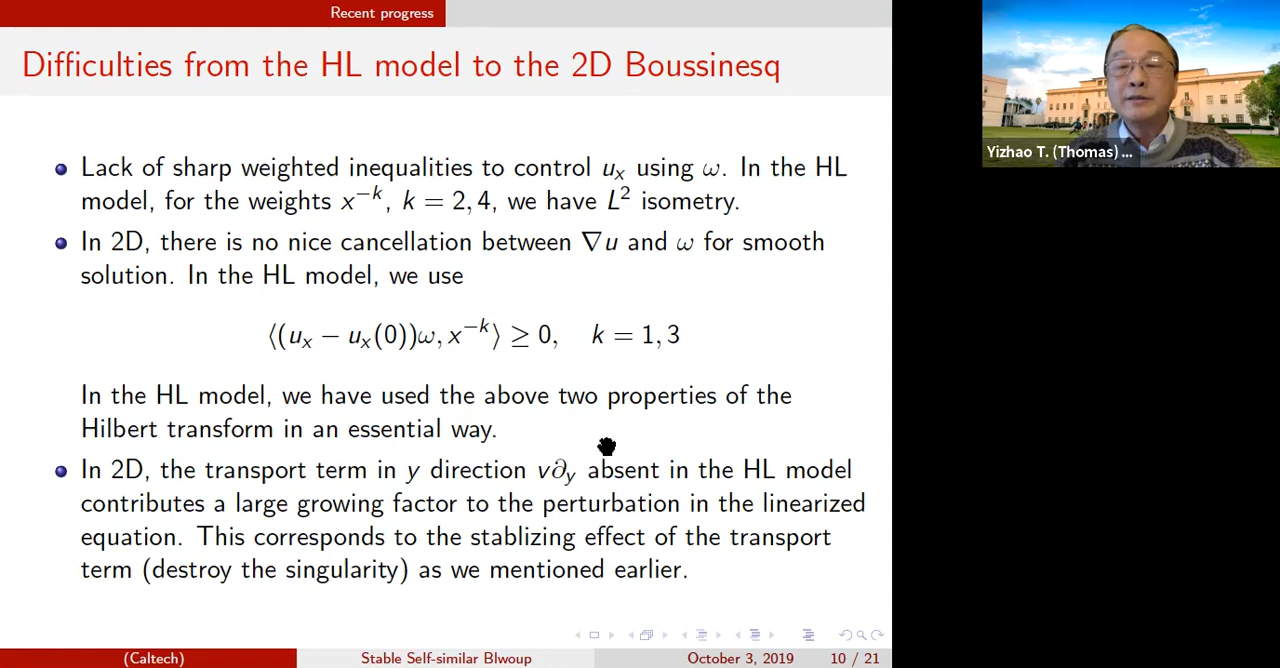 Recent progress
Difficulties from the HL model to the 2D Boussinesq
Lack of sharp weighted inequalities to control uₓ using ω. In the HL
model, for the weights x⁻ᵏ, k = 2, 4, we have L² isometry.
In 2D, there is no nice cancellation between ∇u and ω for smooth
solution. In the HL model, we use
⟨(uₓ − uₓ(0))ω, x⁻ᵏ⟩ ≥ 0, k = 1, 3
In the HL model, we have used the above two properties of the
Hilbert transform in an essential way.
In 2D, the transport term in y direction v∂ᵧ absent in the HL model
contributes a large growing factor to the perturbation in the linearized
equation. This corresponds to the stablizing effect of the transport
term (destroy the singularity) as we mentioned earlier.
(Caltech) Stable Self-similar Blwoup October 3, 2019 10 / 21
Yizhao T. (Thomas) ...